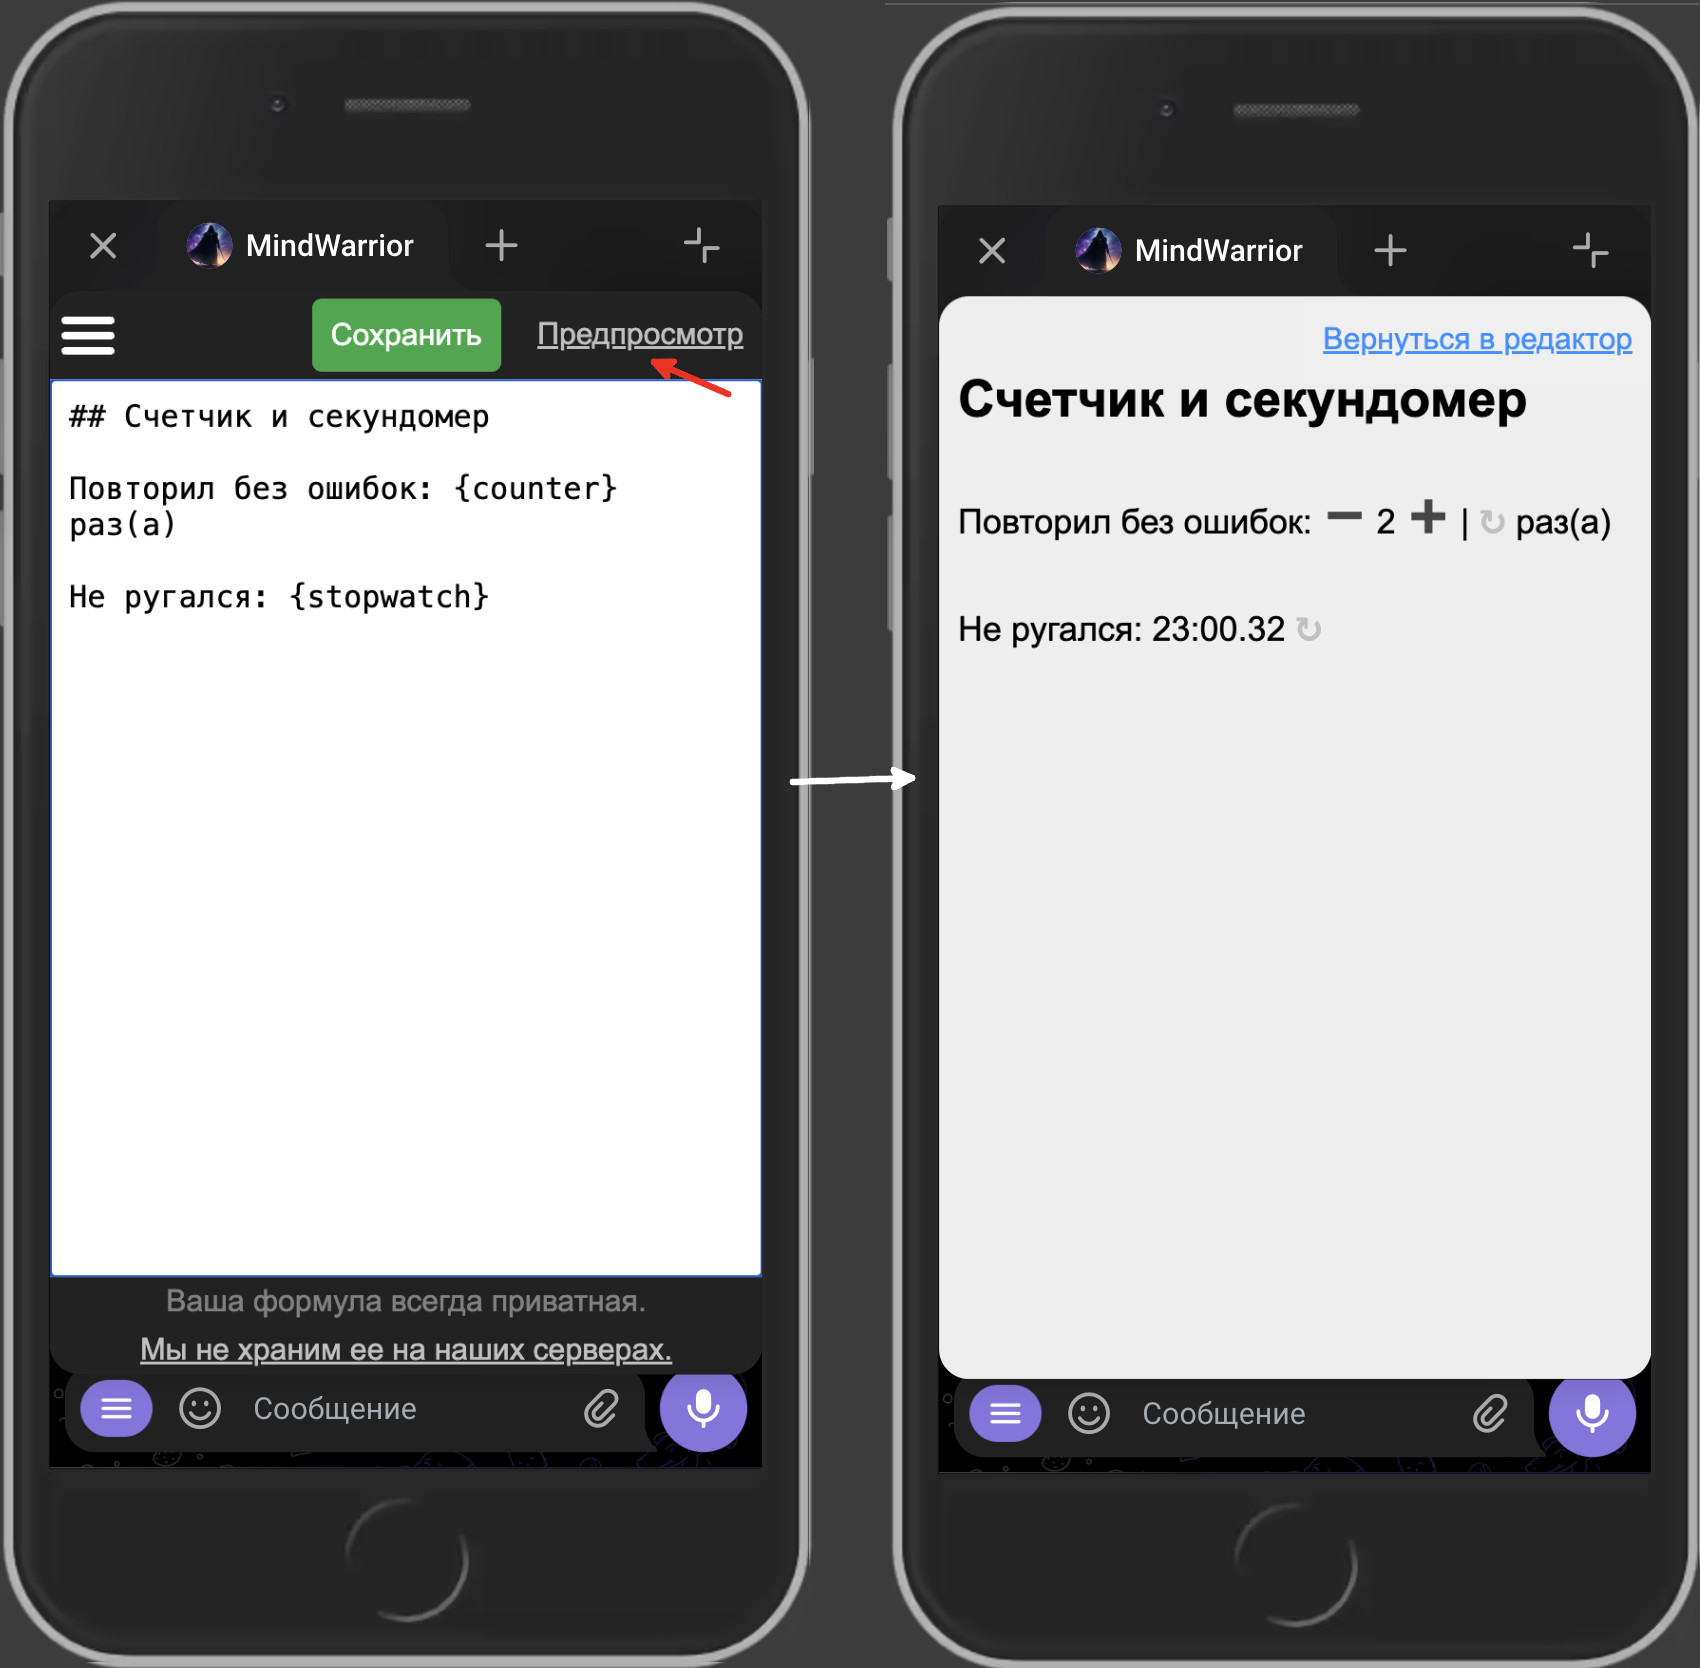 MindWarrior
Сохранить
Предпросмотр
## Счетчик и секундомер
Повторил без ошибок: {counter}
раз(а)
Не ругался: {stopwatch}
Ваша формула всегда приватная.
Мы не храним ее на наших серверах.
Сообщение
MindWarrior
Вернуться в редактор
Счетчик и секундомер
Повторил без ошибок: − 2 + | ↻ раз(а)
Не ругался: 23:00.32 ↻
Сообщение